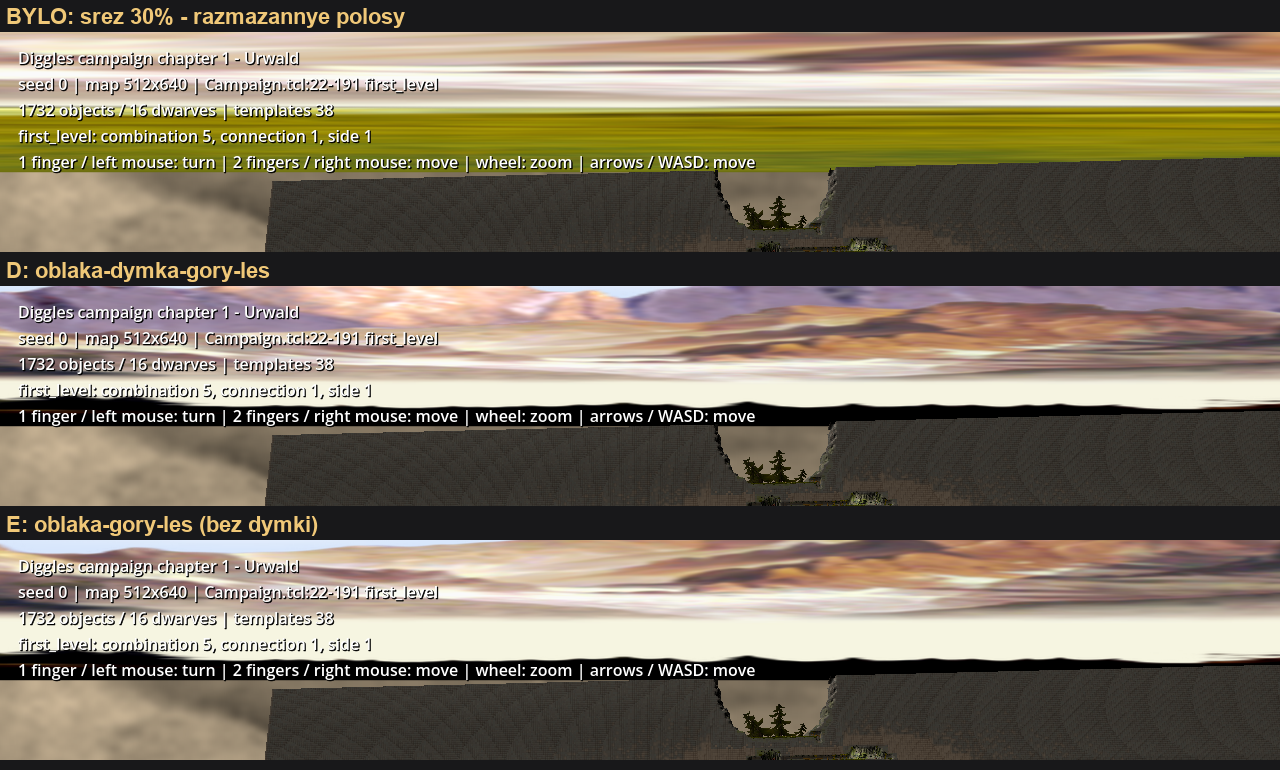 BYLO: srez 30% - razmazannye polosy
Diggles campaign chapter 1 - Urwald
seed 0 | map 512x640 | Campaign.tcl:22-191 first_level
1732 objects / 16 dwarves | templates 38
first_level: combination 5, connection 1, side 1
1 finger / left mouse: turn | 2 fingers / right mouse: move | wheel: zoom | arrows / WASD: move
D: oblaka-dymka-gory-les
Diggles campaign chapter 1 - Urwald
seed 0 | map 512x640 | Campaign.tcl:22-191 first_level
1732 objects / 16 dwarves | templates 38
first_level: combination 5, connection 1, side 1
1 finger / left mouse: turn | 2 fingers / right mouse: move | wheel: zoom | arrows / WASD: move
E: oblaka-gory-les (bez dymki)
Diggles campaign chapter 1 - Urwald
seed 0 | map 512x640 | Campaign.tcl:22-191 first_level
1732 objects / 16 dwarves | templates 38
first_level: combination 5, connection 1, side 1
1 finger / left mouse: turn | 2 fingers / right mouse: move | wheel: zoom | arrows / WASD: move